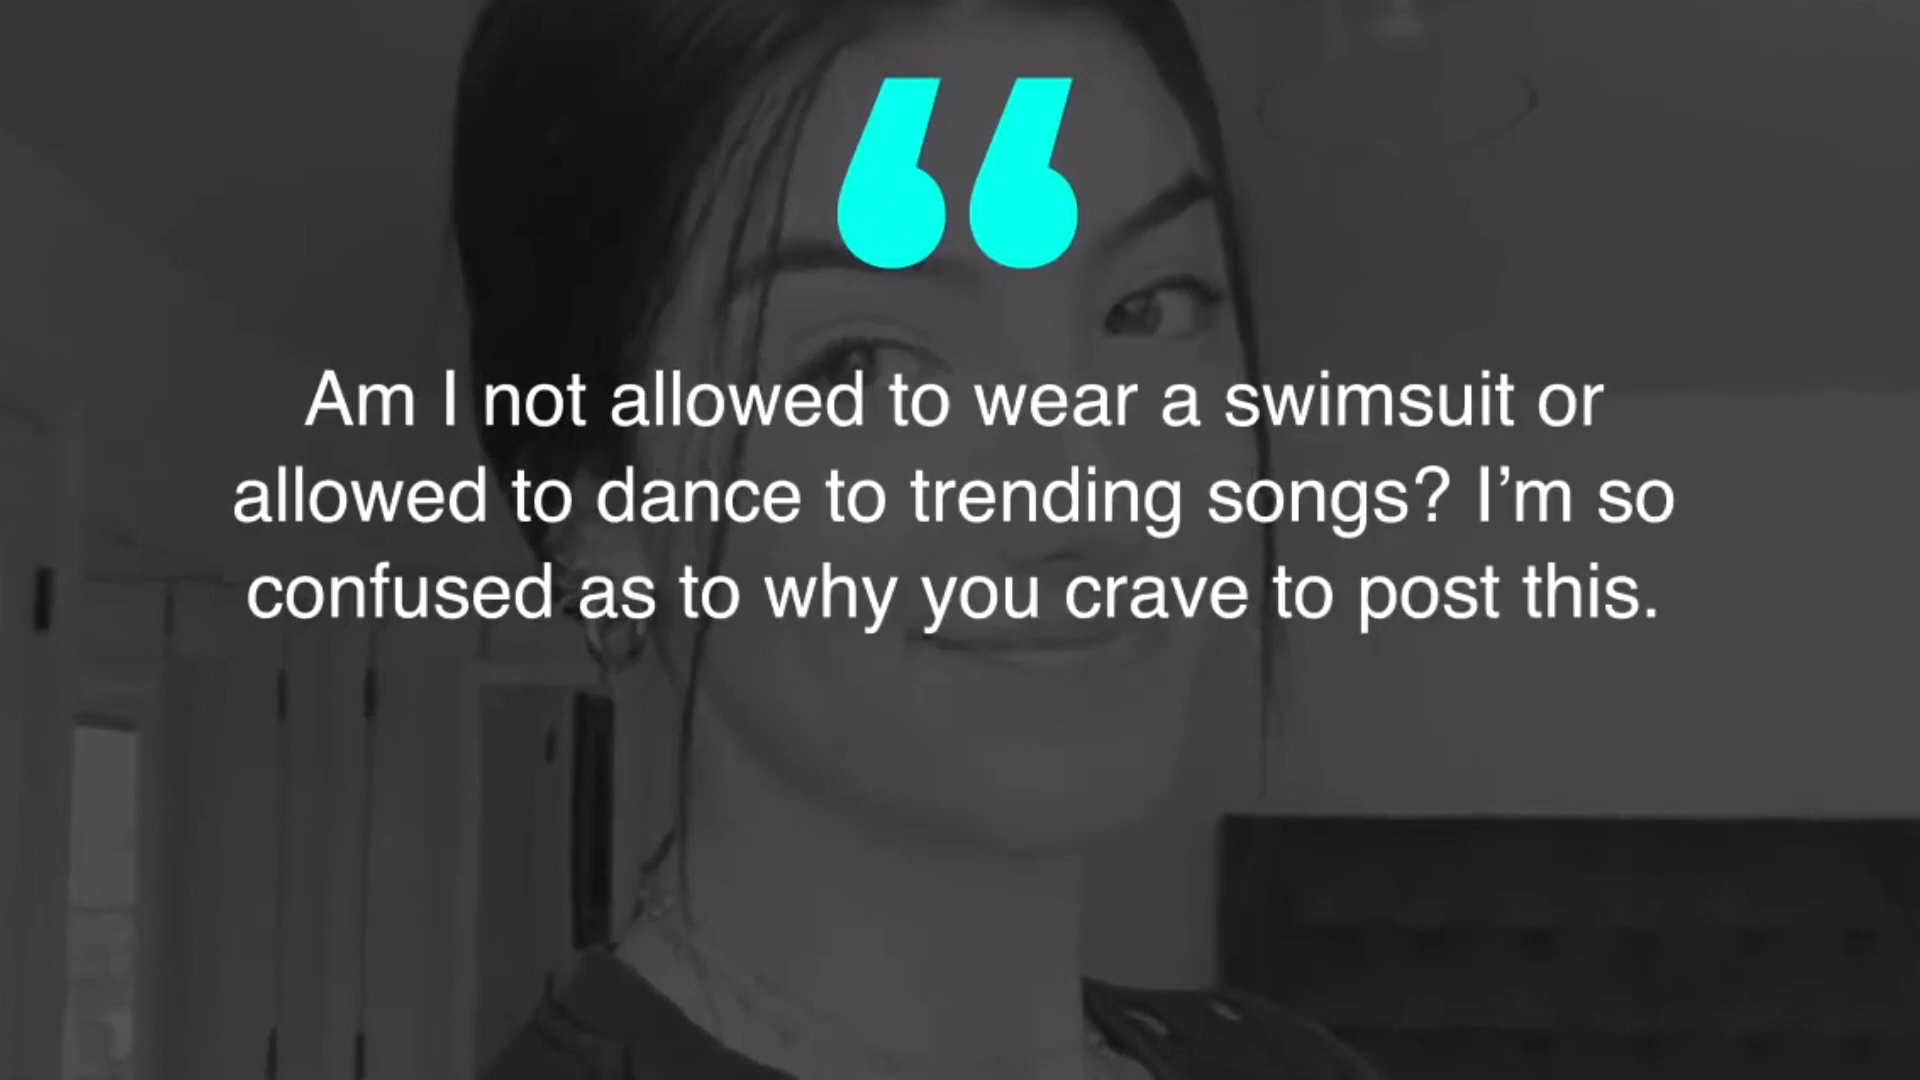 “
Am I not allowed to wear a swimsuit or
allowed to dance to trending songs? I’m so
confused as to why you crave to post this.